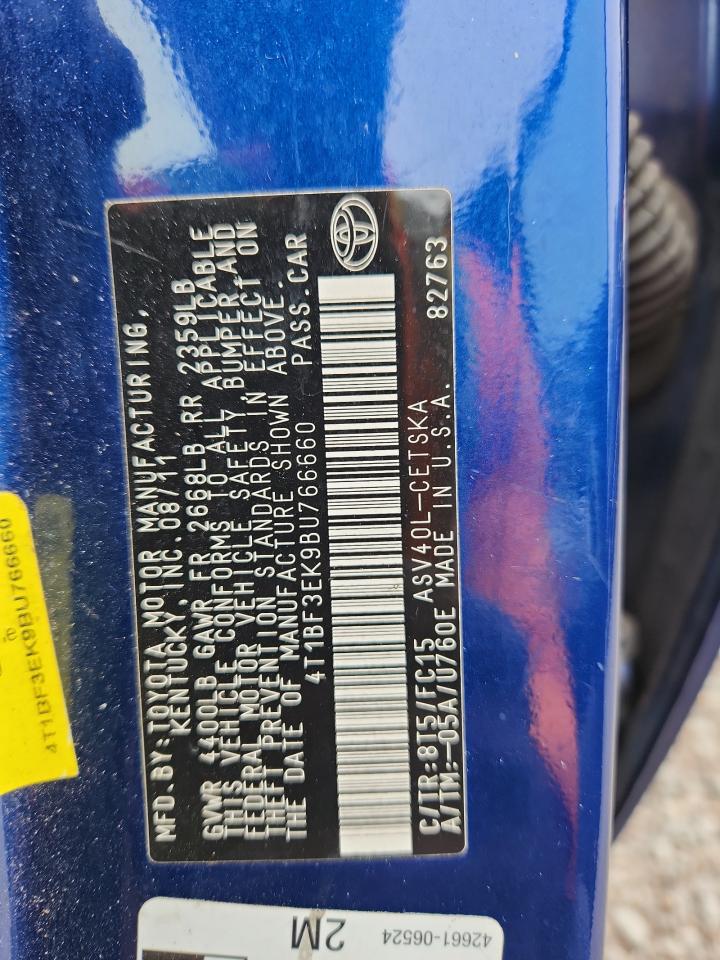 MFD.BY:TOYOTA MOTOR MANUFACTURING,
KENTUCKY, INC.08/11
GVWR 4400LB GAWR FR 2668LB RR 2359LB
THIS VEHICLE CONFORMS TO ALL APPLICABLE
FEDERAL MOTOR VEHICLE SAFETY, BUMPER,AND
THEFT PREVENTION STANDARDS IN EFFECT ON
THE DATE OF MANUFACTURE SHOWN ABOVE.
4T1BF3EK9BU766660 PASS.CAR
C/TR:8T5/FC15 ASV40L-CETSKA
A/TM:-05A/U760E MADE IN U.S.A. 82763
4T1BF3EK9BU766660
2M
42661-06524